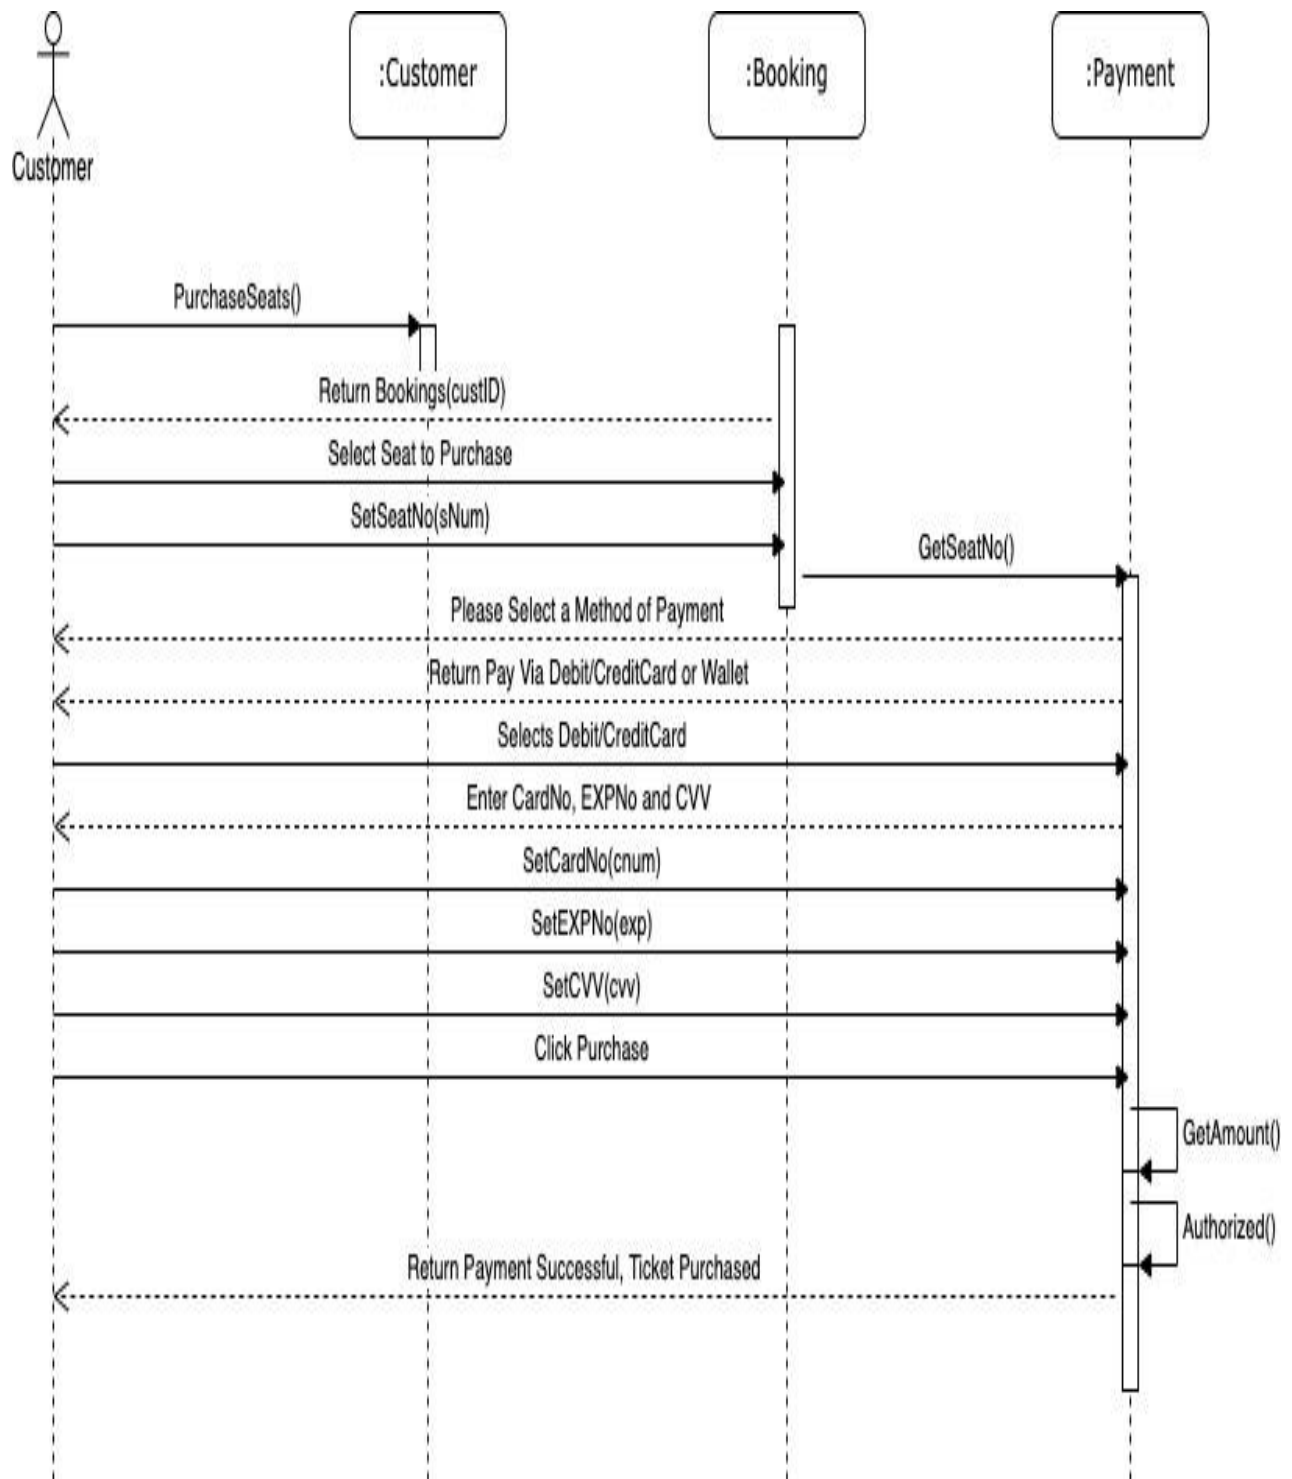 :Customer
:Booking
:Payment
Customer
PurchaseSeats()
Return Bookings(custID)
Select Seat to Purchase
SetSeatNo(sNum)
GetSeatNo()
Please Select a Method of Payment
Return Pay Via Debit/CreditCard or Wallet
Selects Debit/CreditCard
Enter CardNo, EXPNo and CVV
SetCardNo(cnum)
SetEXPNo(exp)
SetCVV(cvv)
Click Purchase
GetAmount()
Authorized()
Return Payment Successful, Ticket Purchased